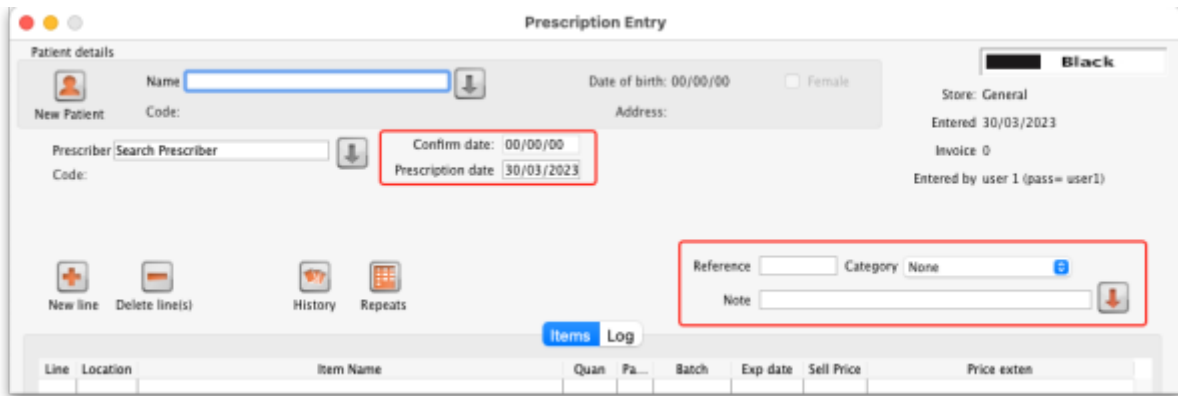 Prescription Entry
Patient details
Black
Name
Date of birth: 00/00/00
Female
Store: General
New Patient
Code:
Address:
Entered 30/03/2023
Prescriber Search Prescriber
Confirm date: 00/00/00
Invoice 0
Code:
Prescription date 30/03/2023
Entered by user 1 (pass= user1)
Reference
Category None
New line
Delete line(s)
History
Repeats
Note
Items Log
Line Location Item Name Quan Pa... Batch Exp date Sell Price Price exten